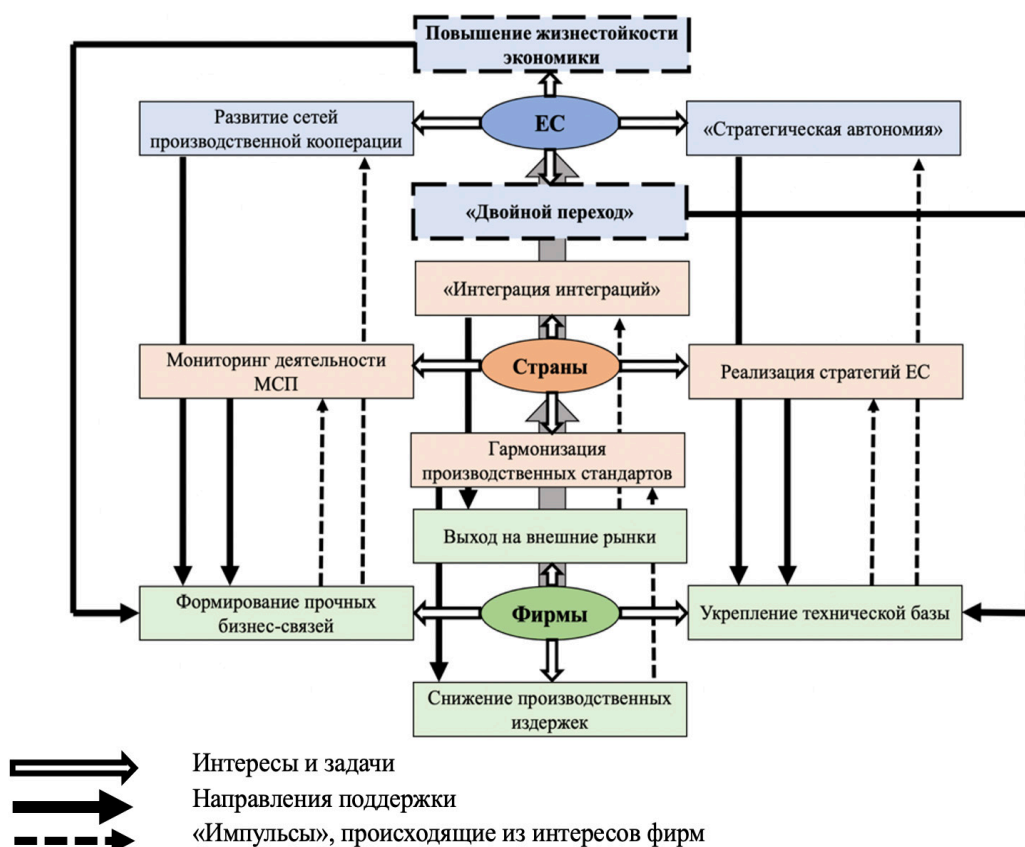 Повышение жизнестойкости
экономики
Развитие сетей
производственной кооперации
ЕС
«Стратегическая автономия»
«Двойной переход»
«Интеграция интеграций»
Мониторинг деятельности
МСП
Страны
Реализация стратегий ЕС
Гармонизация
производственных стандартов
Выход на внешние рынки
Формирование прочных
бизнес-связей
Фирмы
Укрепление технической базы
Снижение производственных
издержек
Интересы и задачи
Направления поддержки
«Импульсы», происходящие из интересов фирм